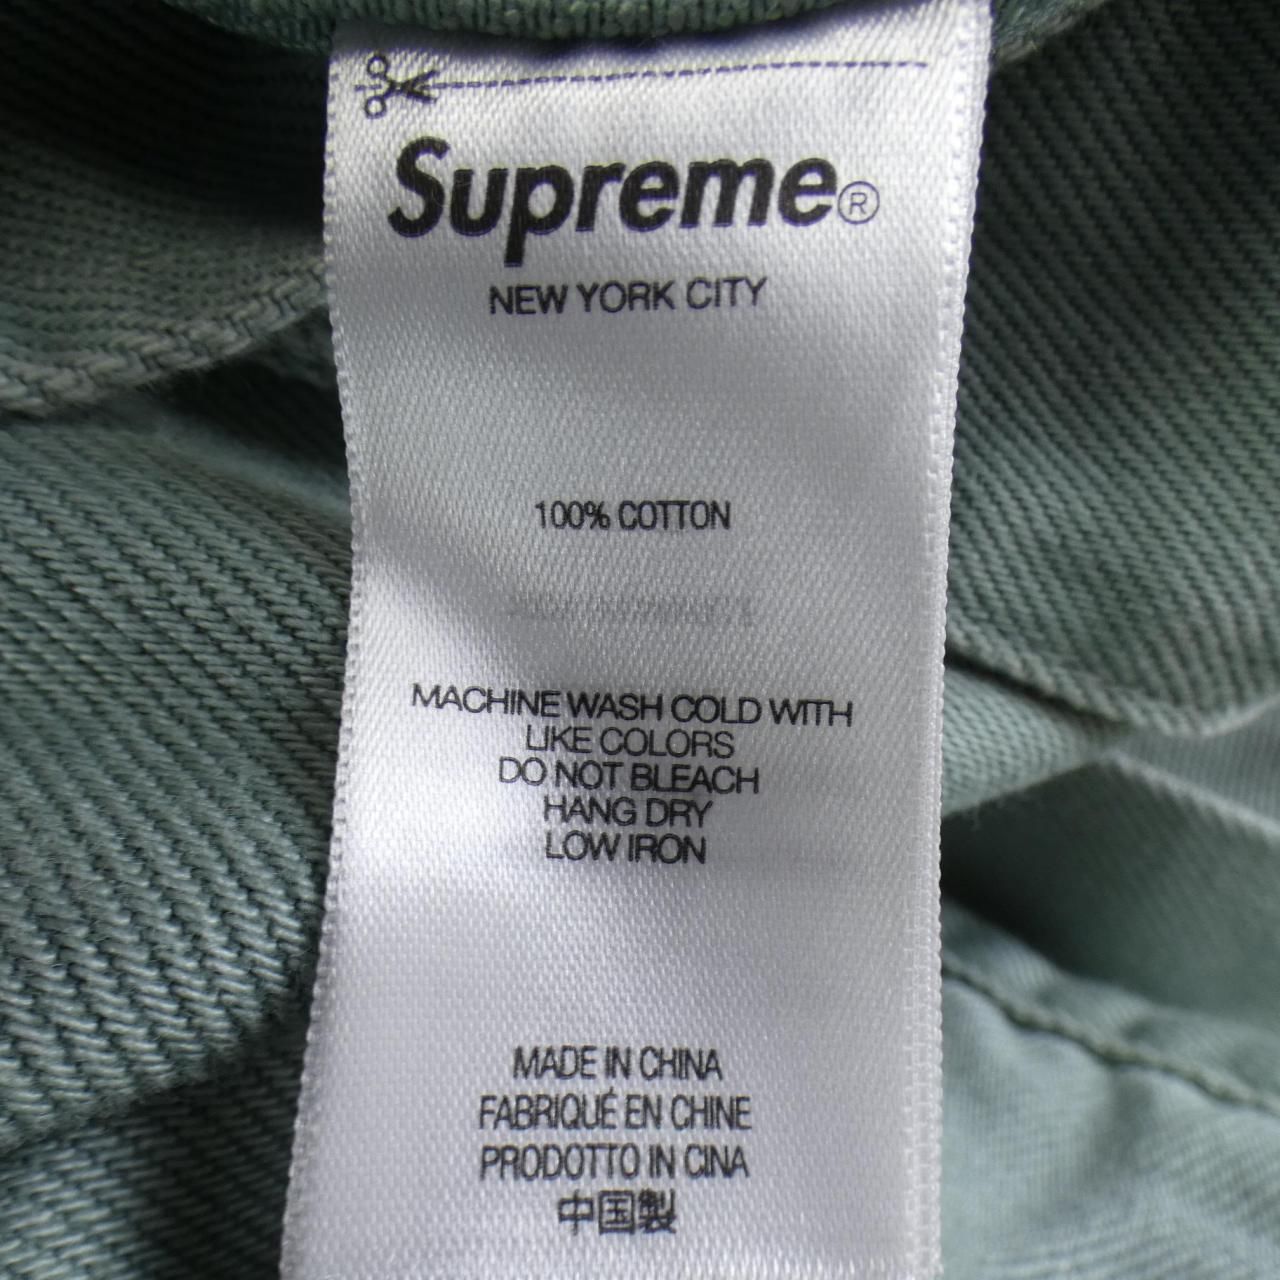 Supreme®
NEW YORK CITY
100% COTTON
MACHINE WASH COLD WITH
LIKE COLORS
DO NOT BLEACH
HANG DRY
LOW IRON
MADE IN CHINA
FABRIQUÉ EN CHINE
PRODOTTO IN CINA
中国製